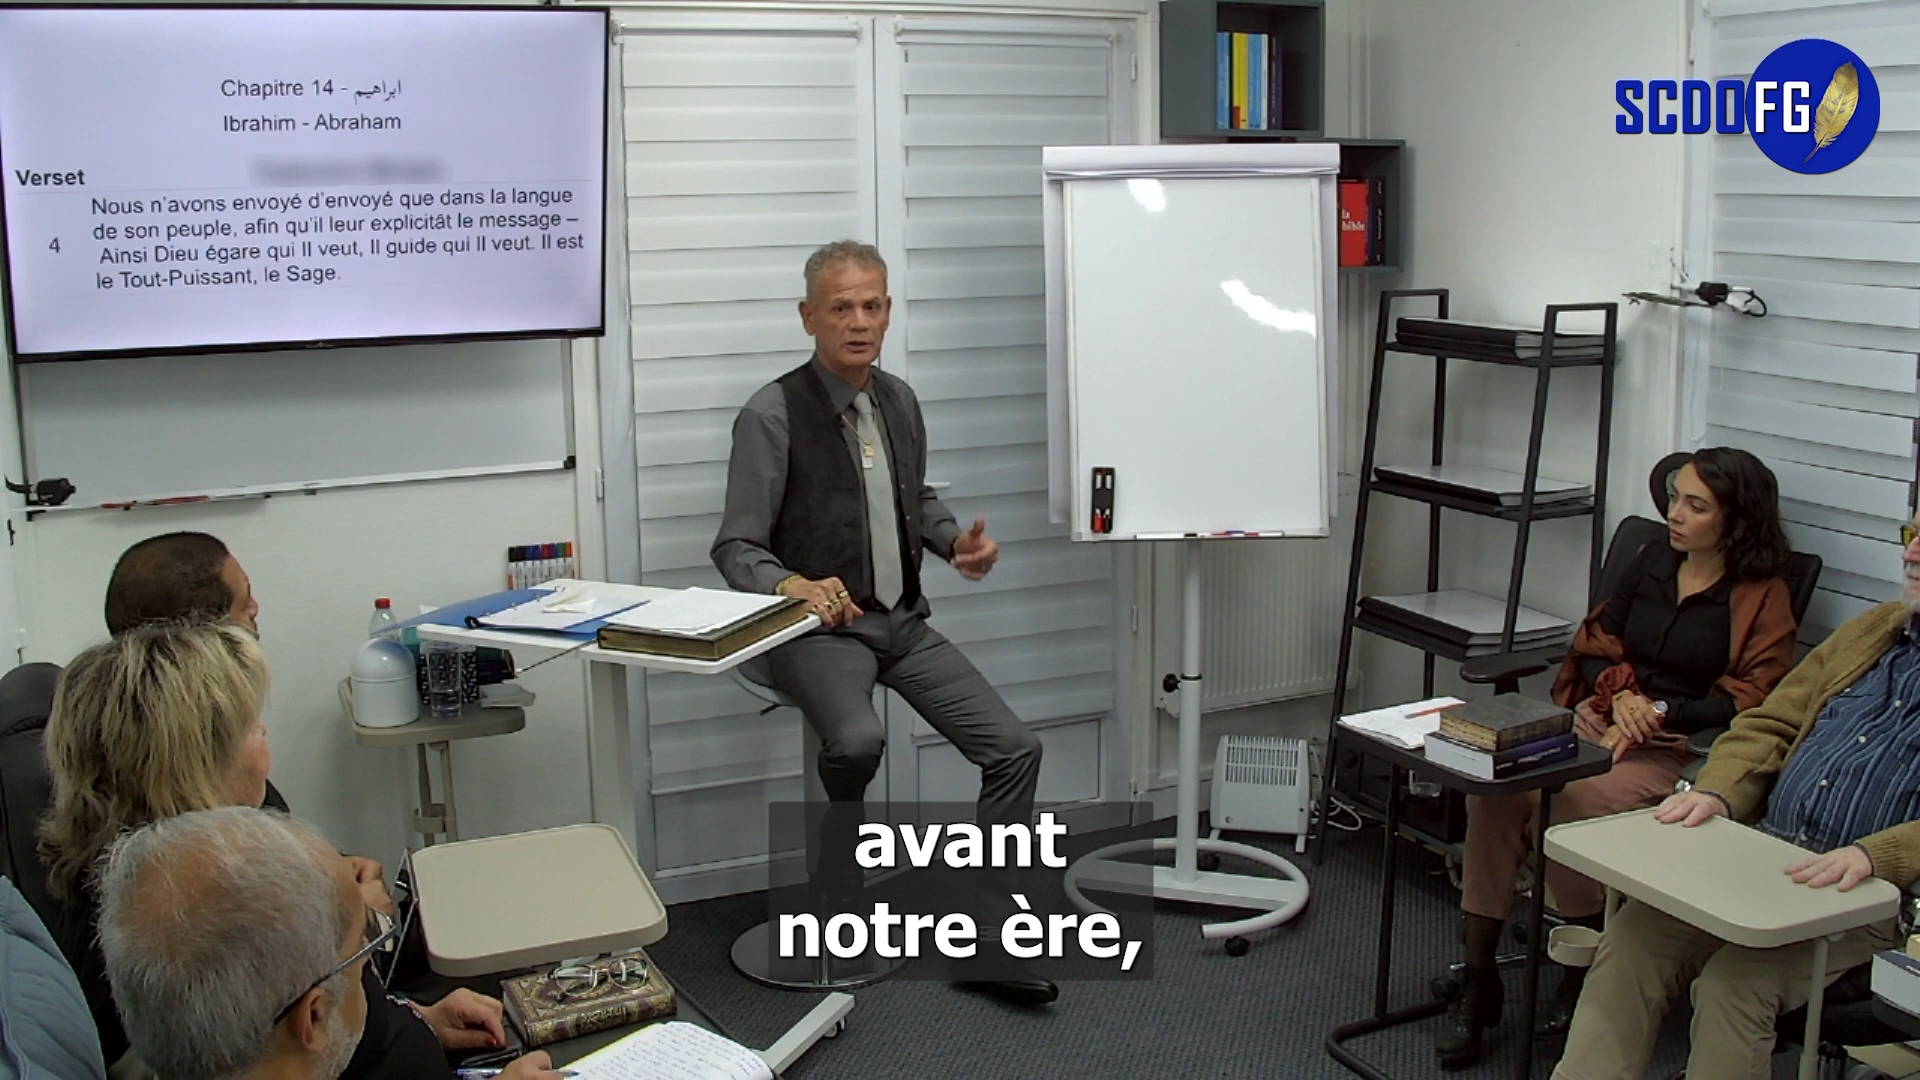 Chapitre 14 - ابراهيم
Ibrahim - Abraham
Verset
4
Nous n'avons envoyé d'envoyé que dans la langue
de son peuple, afin qu'il leur explicitât le message –
Ainsi Dieu égare qui Il veut, Il guide qui Il veut. Il est
le Tout-Puissant, le Sage.
SCDOFG
la
bible
avant
notre ère,